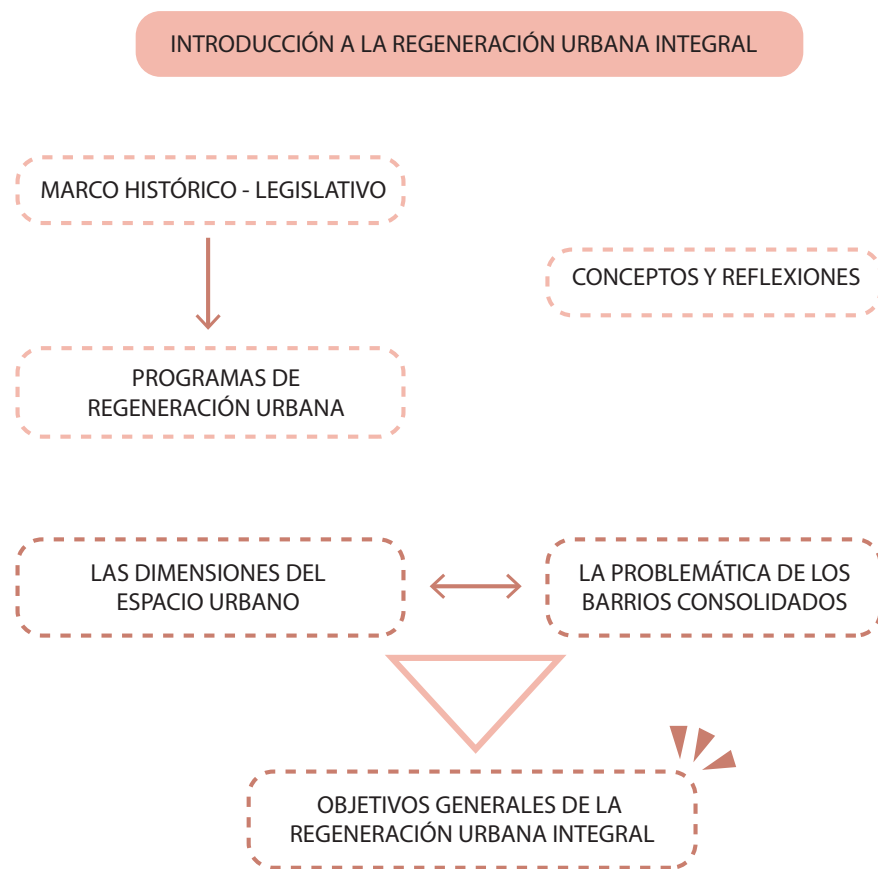 INTRODUCCIÓN A LA REGENERACIÓN URBANA INTEGRAL
MARCO HISTÓRICO - LEGISLATIVO
CONCEPTOS Y REFLEXIONES
PROGRAMAS DE
REGENERACIÓN URBANA
LAS DIMENSIONES DEL
ESPACIO URBANO
LA PROBLEMÁTICA DE LOS
BARRIOS CONSOLIDADOS
OBJETIVOS GENERALES DE LA
REGENERACIÓN URBANA INTEGRAL